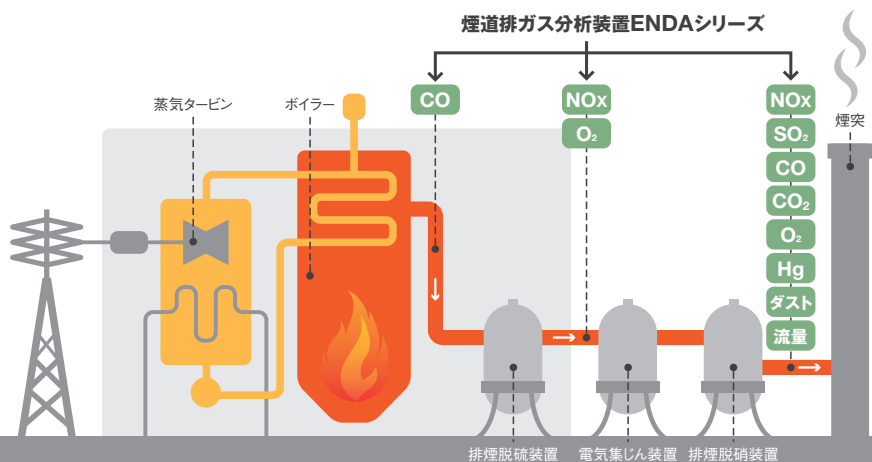 煙道排ガス分析装置ENDAシリーズ
蒸気タービン
ボイラー
CO
NOx
O₂
NOx
SO₂
CO
CO₂
O₂
Hg
ダスト
流量
煙突
排煙脱硫装置
電気集じん装置
排煙脱硝装置